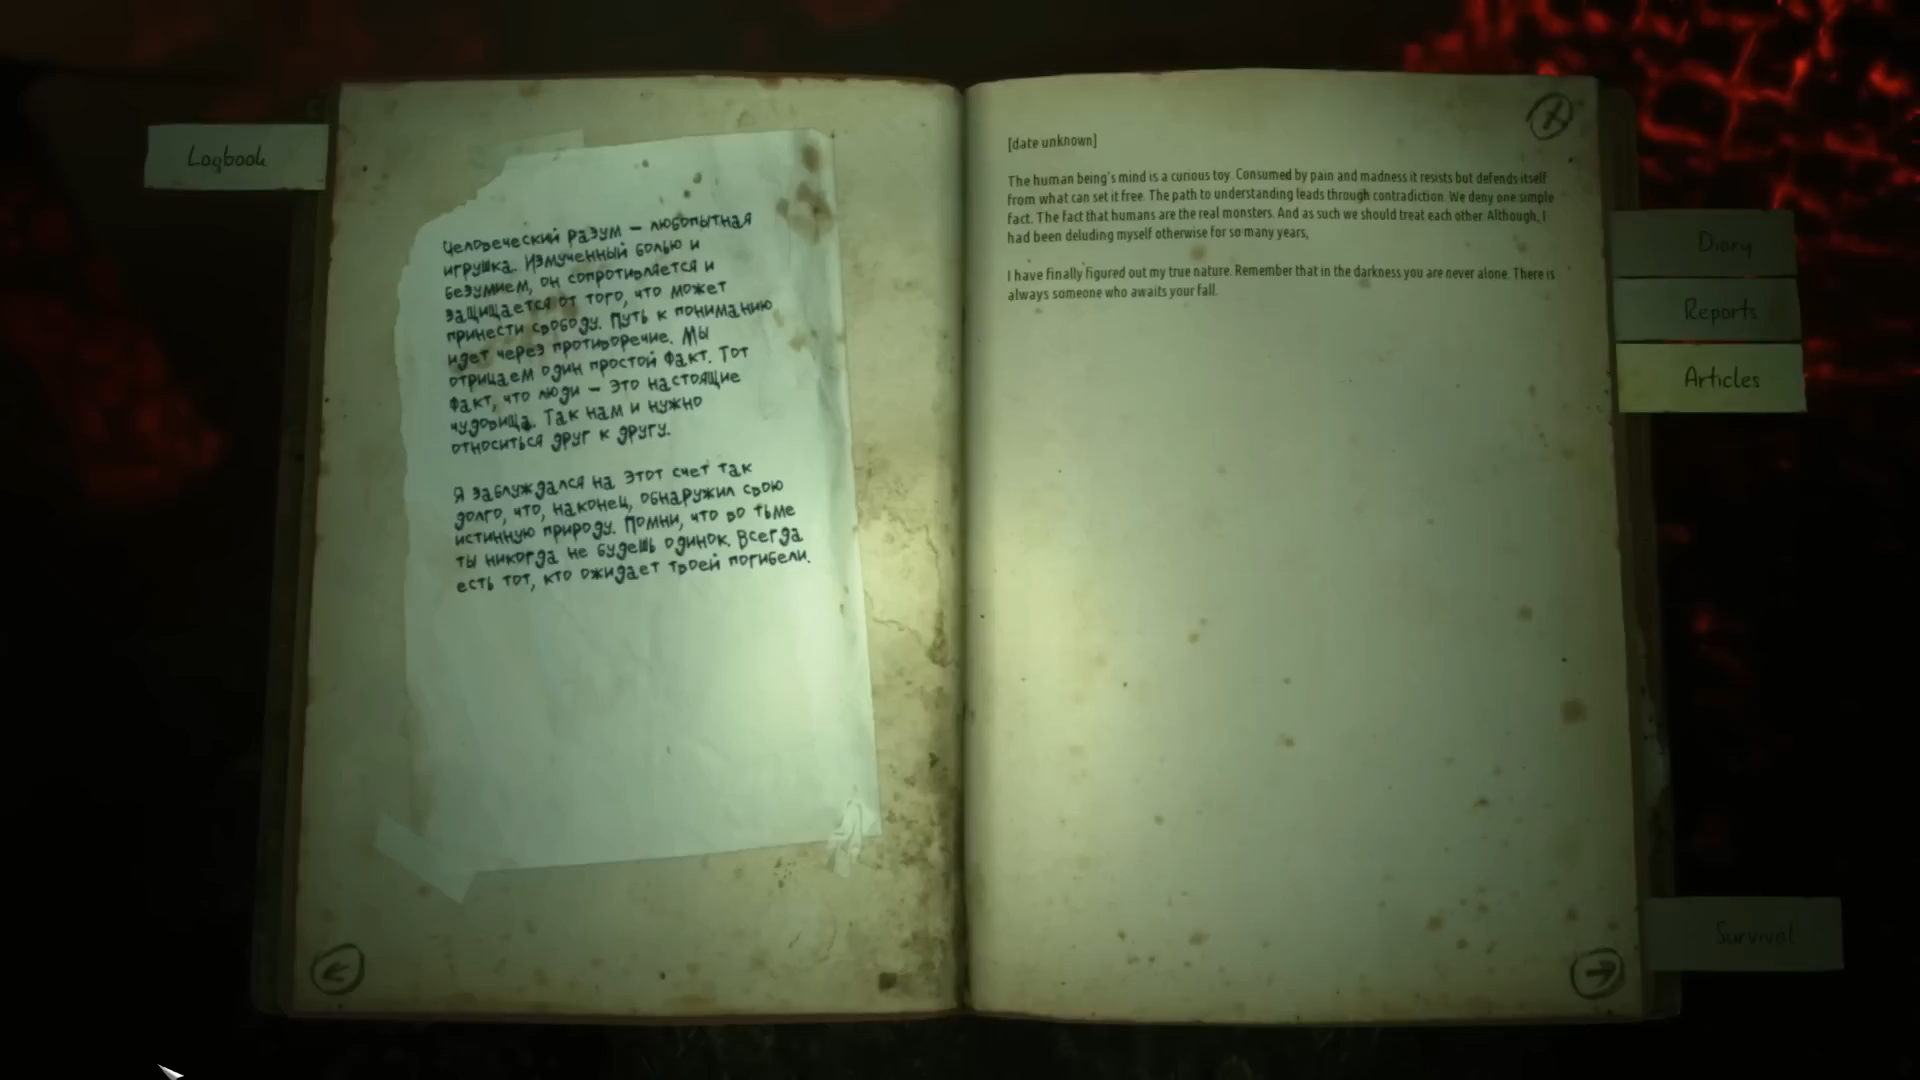 Logbook
Человеческий разум – любопытная
игрушка. Измученный болью и
безумием, он сопротивляется и
защищается от того, что может
принести свободу. Путь к пониманию
идет через противоречие. Мы
отрицаем один простой факт. Тот
факт, что люди – это настоящие
чудовища. Так нам и нужно
относиться друг к другу.
Я заблуждался на этот счет так
долго, что, наконец, обнаружил свою
истинную природу. Помни, что во тьме
ты никогда не будешь одинок. Всегда
есть тот, кто ожидает твоей погибели.
[date unknown]
The human being's mind is a curious toy. Consumed by pain and madness it resists but defends itself
from what can set it free. The path to understanding leads through contradiction. We deny one simple
fact. The fact that humans are the real monsters. And as such we should treat each other. Although, I
had been deluding myself otherwise for so many years,
I have finally figured out my true nature. Remember that in the darkness you are never alone. There is
always someone who awaits your fall.
Diary
Reports
Articles
Survival